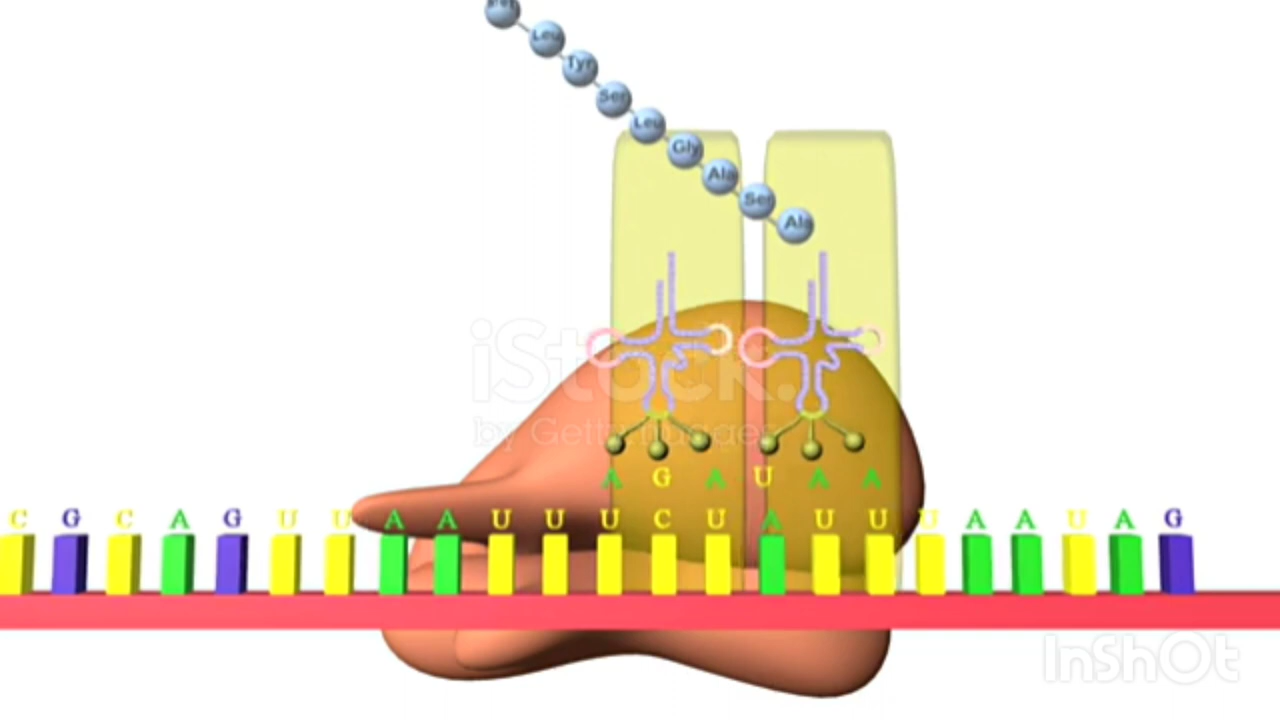 Leu
Tyr
Ser
Leu
Gly
Ala
Ser
Ala
iStock.
by Getty Images
A G A U A A
C G C A G U U A A U U U C U A U U U A A U A G
InShOt